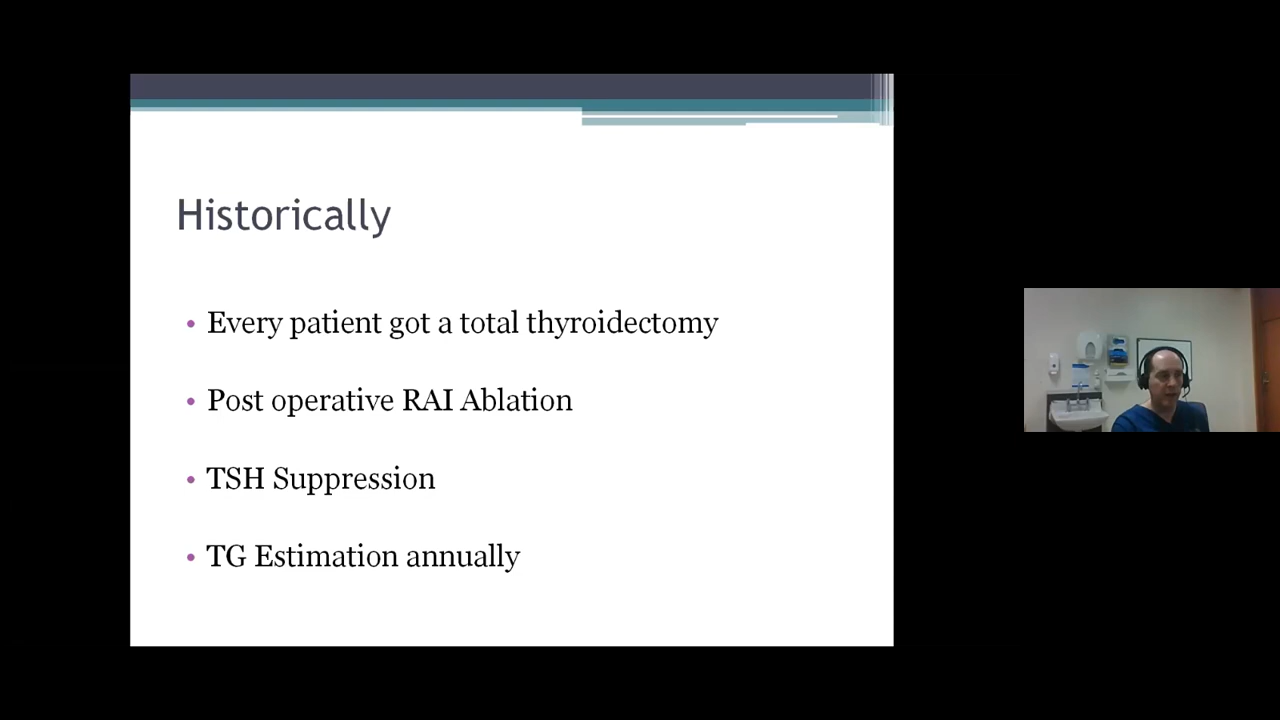 Historically
• Every patient got a total thyroidectomy
• Post operative RAI Ablation
• TSH Suppression
• TG Estimation annually